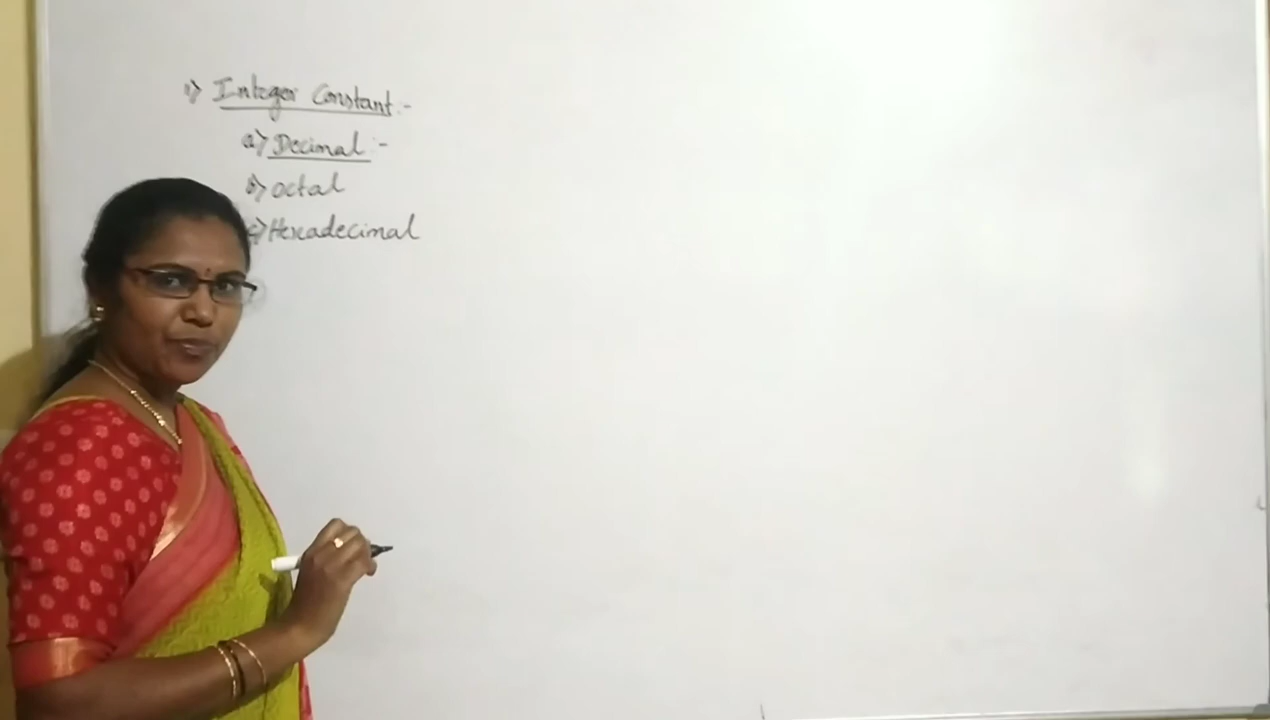 1) Integer Constant:-
a) Decimal:-
b) octal
c) Hexadecimal